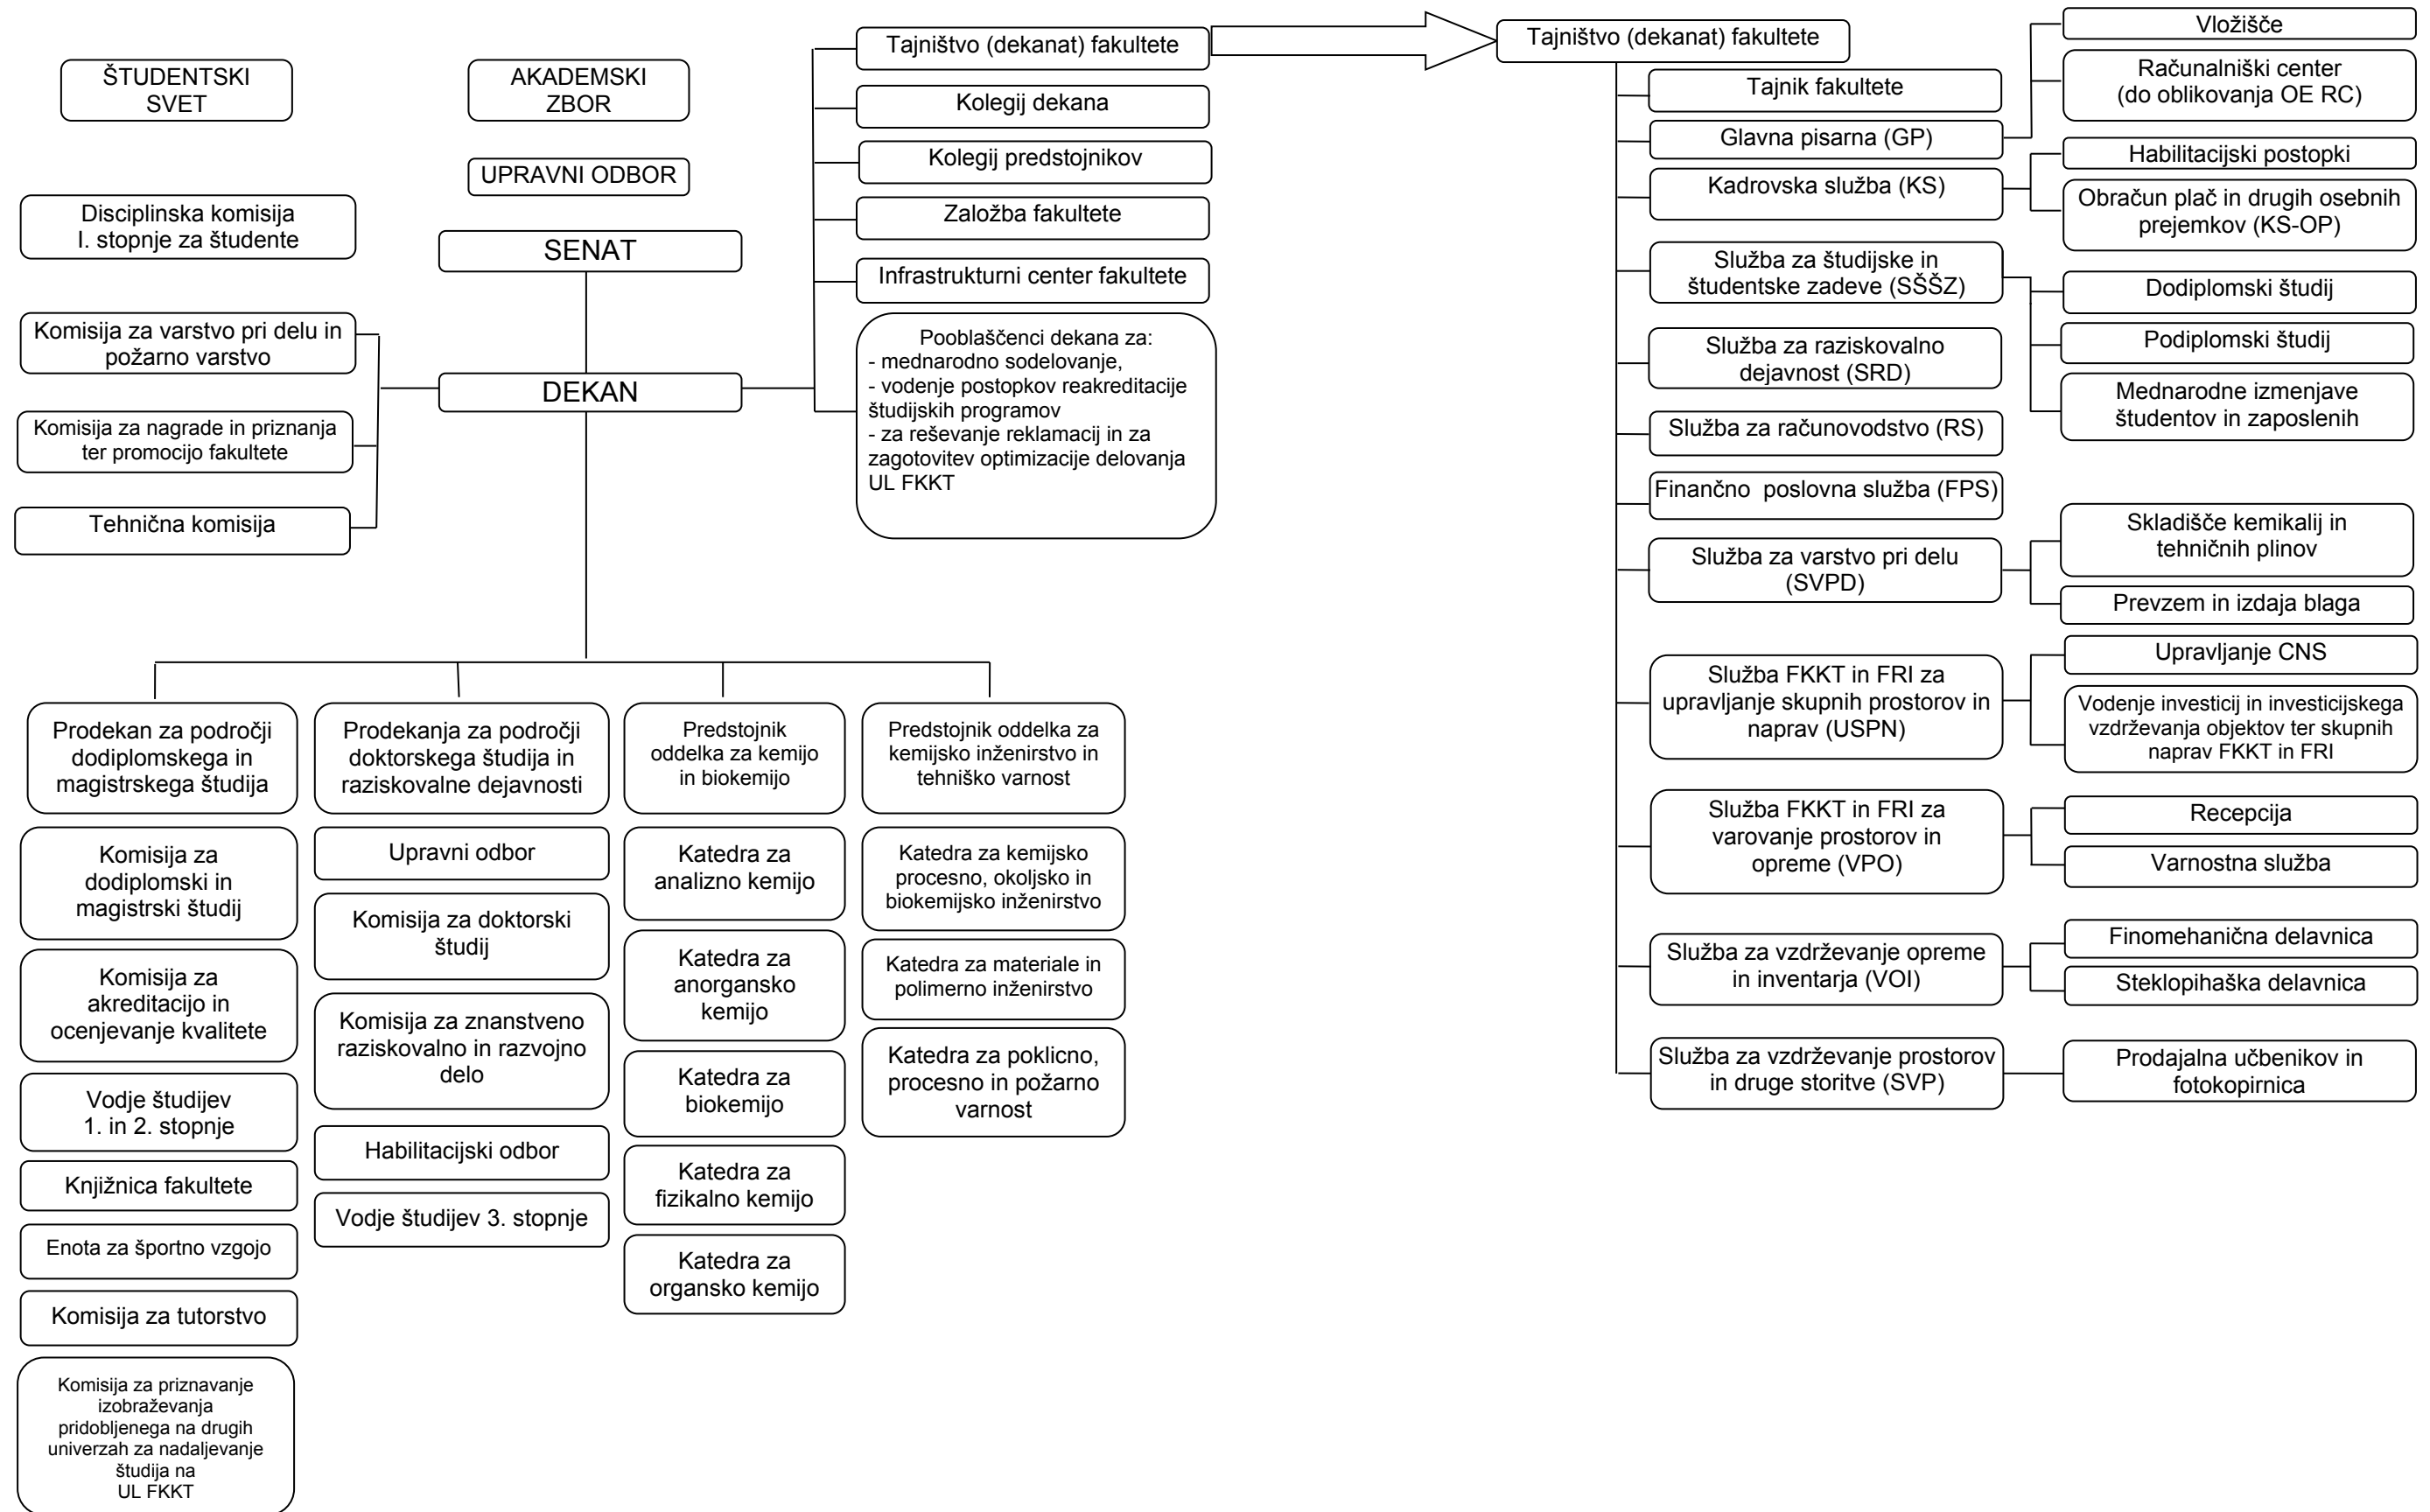 ŠTUDENTSKI
SVET
AKADEMSKI
ZBOR
UPRAVNI ODBOR
Disciplinska komisija
I. stopnje za študente
SENAT
Komisija za varstvo pri delu in
požarno varstvo
DEKAN
Komisija za nagrade in priznanja
ter promocijo fakultete
Tehnična komisija
Tajništvo (dekanat) fakultete
Kolegij dekana
Kolegij predstojnikov
Založba fakultete
Infrastrukturni center fakultete
Pooblaščenci dekana za:
- mednarodno sodelovanje,
- vodenje postopkov reakreditacije
študijskih programov
- za reševanje reklamacij in za
zagotovitev optimizacije delovanja
UL FKKT
Prodekan za področji
dodiplomskega in
magistrskega študija
Komisija za
dodiplomski in
magistrski študij
Komisija za
akreditacijo in
ocenjevanje kvalitete
Vodje študijev
1. in 2. stopnje
Knjižnica fakultete
Enota za športno vzgojo
Komisija za tutorstvo
Komisija za priznavanje
izobraževanja
pridobljenega na drugih
univerzah za nadaljevanje
študija na
UL FKKT
Prodekanja za področji
doktorskega študija in
raziskovalne dejavnosti
Upravni odbor
Komisija za doktorski
študij
Komisija za znanstveno
raziskovalno in razvojno
delo
Habilitacijski odbor
Vodje študijev 3. stopnje
Predstojnik
oddelka za kemijo
in biokemijo
Katedra za
analizno kemijo
Katedra za
anorgansko
kemijo
Katedra za
biokemijo
Katedra za
fizikalno kemijo
Katedra za
organsko kemijo
Predstojnik oddelka za
kemijsko inženirstvo in
tehniško varnost
Katedra za kemijsko
procesno, okoljsko in
biokemijsko inženirstvo
Katedra za materiale in
polimerno inženirstvo
Katedra za poklicno,
procesno in požarno
varnost
Tajništvo (dekanat) fakultete
Tajnik fakultete
Glavna pisarna (GP)
Vložišče
Računalniški center
(do oblikovanja OE RC)
Kadrovska služba (KS)
Habilitacijski postopki
Obračun plač in drugih osebnih
prejemkov (KS-OP)
Služba za študijske in
študentske zadeve (SŠŠZ)
Dodiplomski študij
Podiplomski študij
Mednarodne izmenjave
študentov in zaposlenih
Služba za raziskovalno
dejavnost (SRD)
Služba za računovodstvo (RS)
Finančno  poslovna služba (FPS)
Služba za varstvo pri delu
(SVPD)
Skladišče kemikalij in
tehničnih plinov
Prevzem in izdaja blaga
Služba FKKT in FRI za
upravljanje skupnih prostorov in
naprav (USPN)
Upravljanje CNS
Vodenje investicij in investicijskega
vzdrževanja objektov ter skupnih
naprav FKKT in FRI
Služba FKKT in FRI za
varovanje prostorov in
opreme (VPO)
Recepcija
Varnostna služba
Služba za vzdrževanje opreme
in inventarja (VOI)
Finomehanična delavnica
Steklopihaška delavnica
Služba za vzdrževanje prostorov
in druge storitve (SVP)
Prodajalna učbenikov in
fotokopirnica